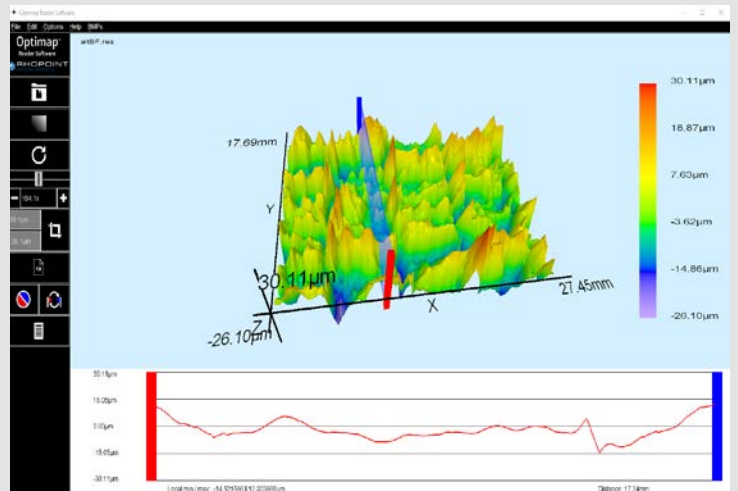 Optimap Reader Software
File Edit Options Help BMPs
Optimap
Reader Software
RHOPOINT
30.11µm
18.87µm
7.63µm
-3.62µm
-14.86µm
-26.10µm
17.69mm
Y
30.11µm
Z
-26.10µm
X
27.45mm
30.11µm
15.05µm
0.00µm
-15.05µm
-30.11µm
Distance: 17.24mm